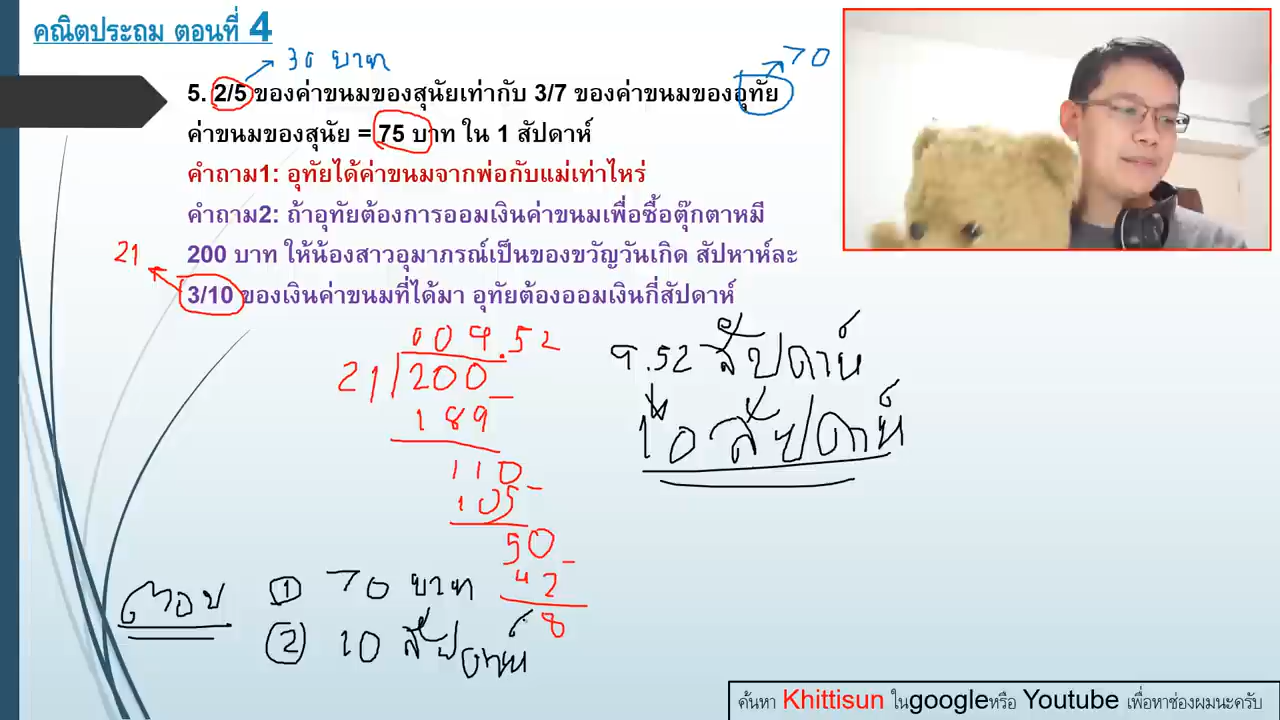 คณิตประถม ตอนที่ 4
30 บาท
70
5. 2/5 ของค่าขนมของสุนัยเท่ากับ 3/7 ของค่าขนมของอุทัย
ค่าขนมของสุนัย = 75 บาท ใน 1 สัปดาห์
คำถาม1: อุทัยได้ค่าขนมจากพ่อกับแม่เท่าไหร่
คำถาม2: ถ้าอุทัยต้องการออมเงินค่าขนมเพื่อซื้อตุ๊กตาหมี
21
200 บาท ให้น้องสาวอุมาภรณ์เป็นของขวัญวันเกิด สัปหาห์ละ
3/10 ของเงินค่าขนมที่ได้มา อุทัยต้องออมเงินกี่สัปดาห์
009.52
21 200
189
110
105
50
42
8
9.52 สัปดาห์
10 สัปดาห์
ตอบ 1 70 บาท
2 10 สัปดาห์
ค้นหา Khittisun ในgoogleหรือ Youtube เพื่อหาช่องผมนะครับ